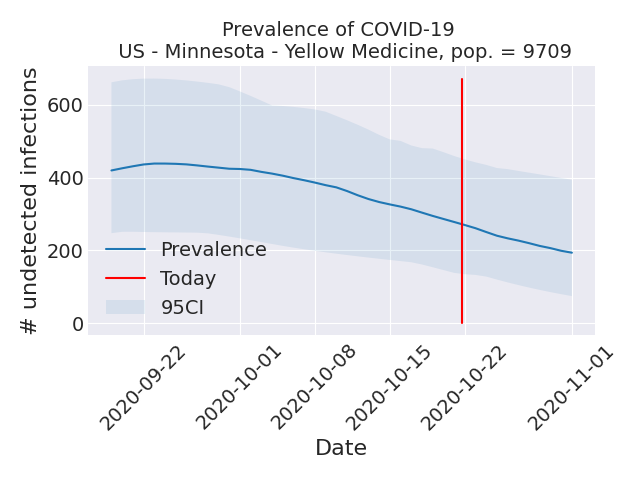 Prevalence of COVID-19
US - Minnesota - Yellow Medicine, pop. = 9709
# undetected infections
600
400
200
0
Prevalence
Today
95CI
2020-09-22
2020-10-01
2020-10-08
2020-10-15
2020-10-22
2020-11-01
Date